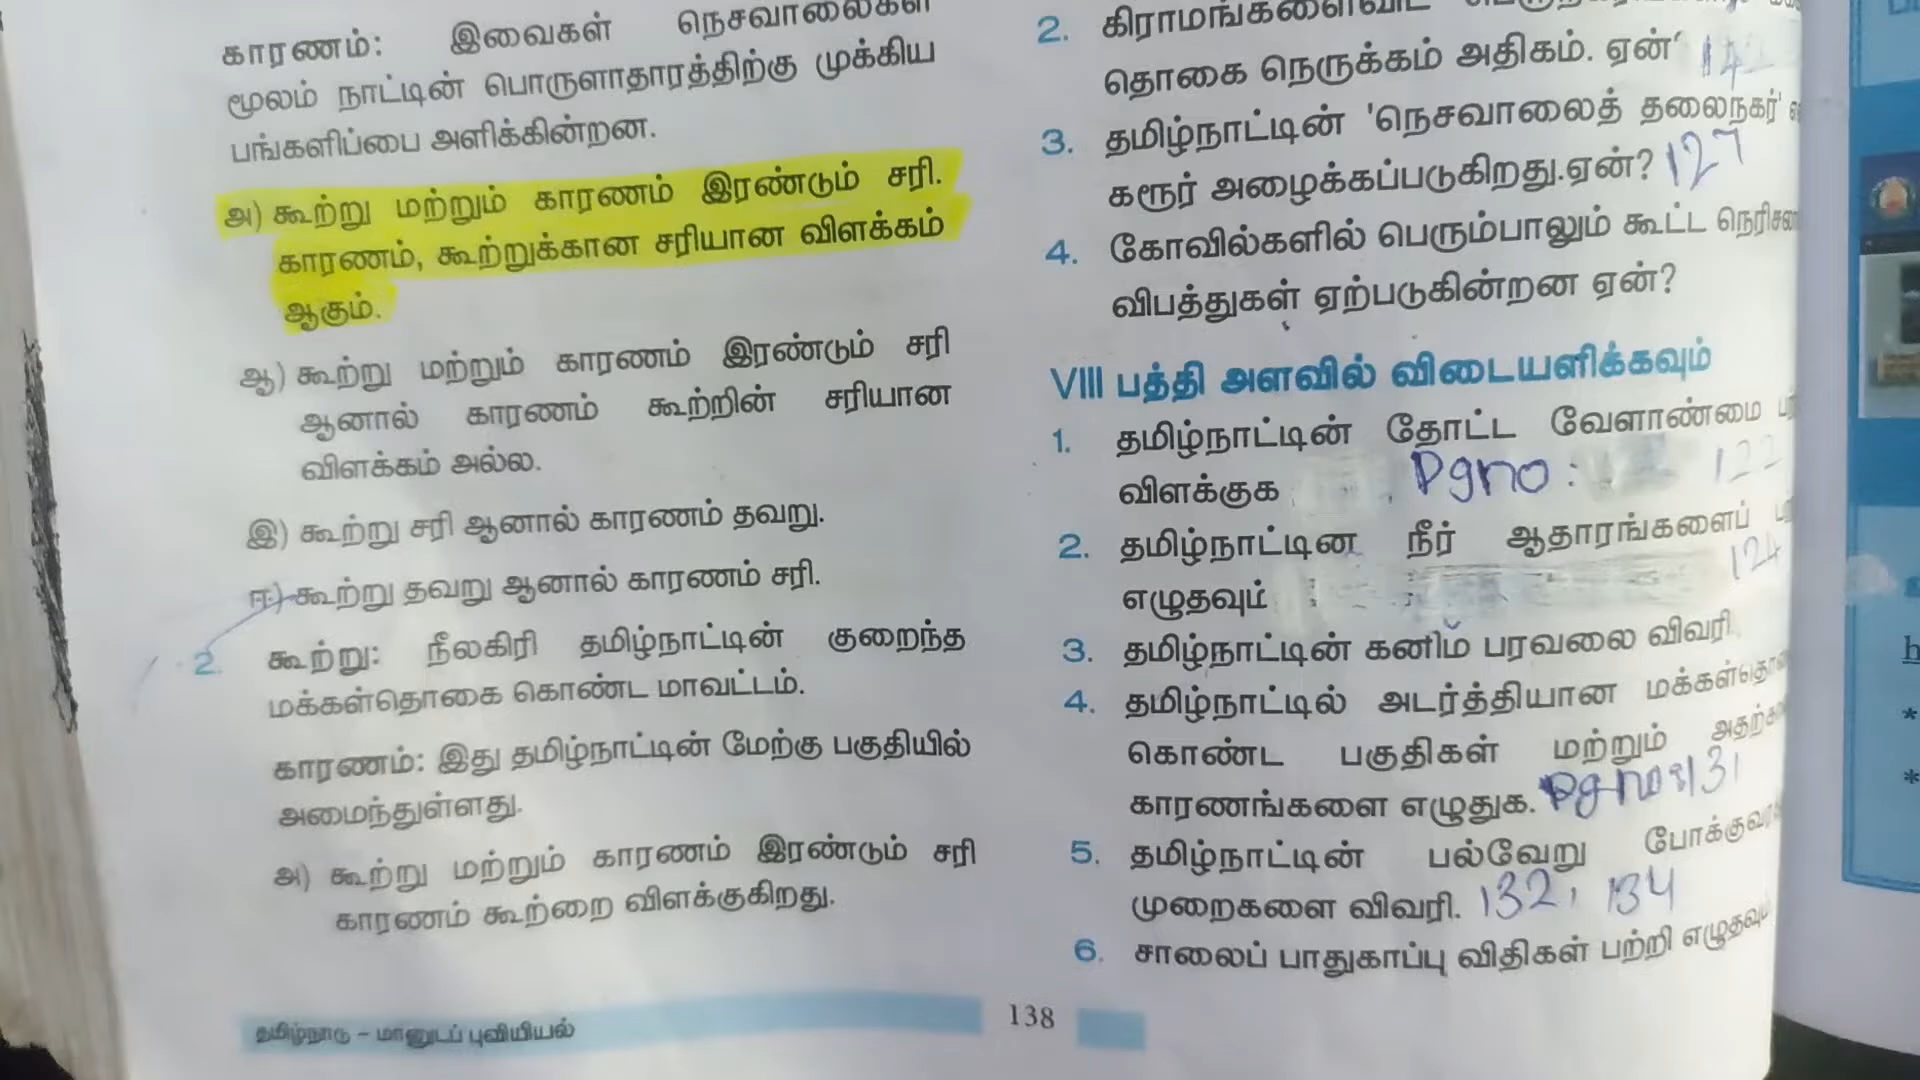 காரணம்: இவைகள் நெசவாலைகள்
மூலம் நாட்டின் பொருளாதாரத்திற்கு முக்கிய
பங்களிப்பை அளிக்கின்றன.
அ) கூற்று மற்றும் காரணம் இரண்டும் சரி.
காரணம், கூற்றுக்கான சரியான விளக்கம்
ஆகும்.
ஆ) கூற்று மற்றும் காரணம் இரண்டும் சரி
ஆனால் காரணம் கூற்றின் சரியான
விளக்கம் அல்ல.
இ) கூற்று சரி ஆனால் காரணம் தவறு.
ஈ) கூற்று தவறு ஆனால் காரணம் சரி.
2. கூற்று: நீலகிரி தமிழ்நாட்டின் குறைந்த
மக்கள்தொகை கொண்ட மாவட்டம்.
காரணம்: இது தமிழ்நாட்டின் மேற்கு பகுதியில்
அமைந்துள்ளது.
அ) கூற்று மற்றும் காரணம் இரண்டும் சரி
காரணம் கூற்றை விளக்குகிறது.
2. கிராமங்களைவிட
தொகை நெருக்கம் அதிகம். ஏன்
3. தமிழ்நாட்டின் 'நெசவாலைத் தலைநகர்'
கரூர் அழைக்கப்படுகிறது.ஏன்? 127
4. கோவில்களில் பெரும்பாலும் கூட்ட
விபத்துகள் ஏற்படுகின்றன ஏன்?
VIII பத்தி அளவில் விடையளிக்கவும்
1. தமிழ்நாட்டின் தோட்ட வேளாண்மை
விளக்குக Pgno: 122
2. தமிழ்நாட்டின் நீர் ஆதாரங்களைப்
எழுதவும் 124
3. தமிழ்நாட்டின் கனிம பரவலை விவரி.
4. தமிழ்நாட்டில் அடர்த்தியான
கொண்ட பகுதிகள் மற்றும்
காரணங்களை எழுதுக. Pgno:131
5. தமிழ்நாட்டின் பல்வேறு
முறைகளை விவரி. 132, 134
6. சாலைப் பாதுகாப்பு விதிகள் பற்றி எழுதவும்
தமிழ்நாடு – மானுடப் புவியியல்
138